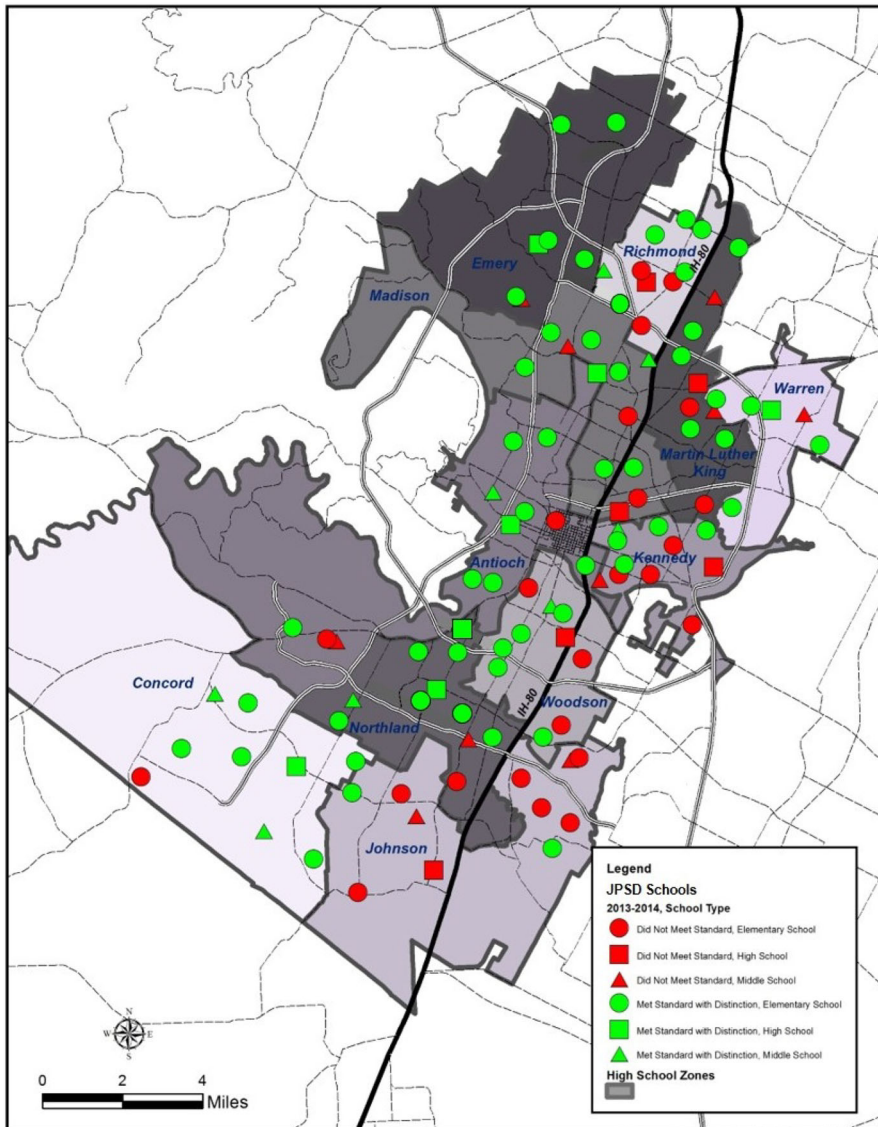 Richmond
IH-80
Emery
Madison
Warren
Martin Luther
King
Antioch
Kennedy
Concord
Woodson
IH-80
Northland
Johnson
N
W
E
S
0
2
4
Miles
Legend
JPSD Schools
2013-2014, School Type
Did Not Meet Standard, Elementary School
Did Not Meet Standard, High School
Did Not Meet Standard, Middle School
Met Standard with Distinction, Elementary School
Met Standard with Distinction, High School
Met Standard with Distinction, Middle School
High School Zones